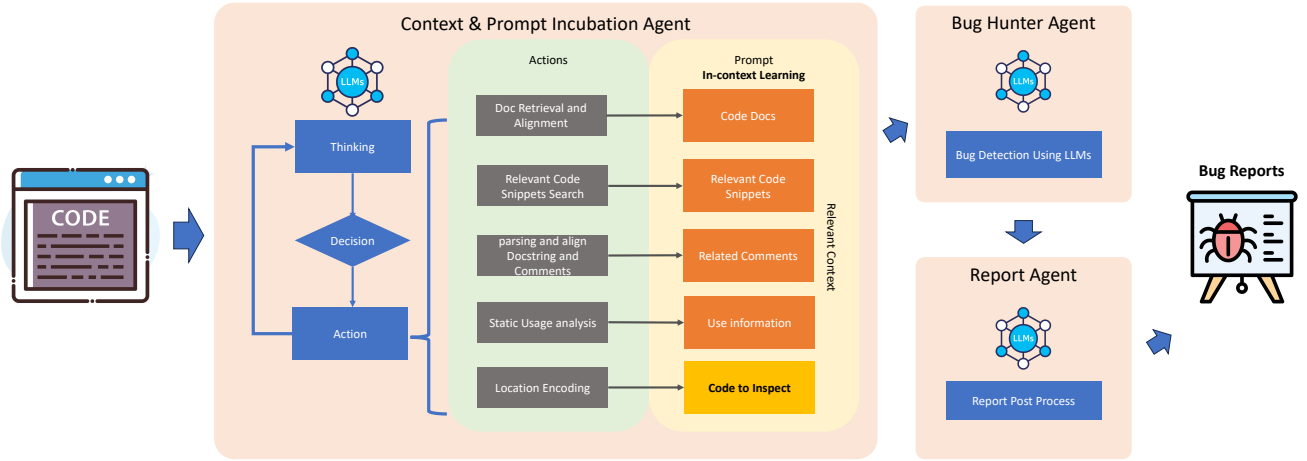 Context & Prompt Incubation Agent
Bug Hunter Agent
Actions
Prompt
In-context Learning
LLMs
LLMs
Doc Retrieval and
Alignment
Code Docs
Thinking
Bug Detection Using LLMs
CODE
Relevant Code
Snippets Search
Relevant Code
Snippets
Bug Reports
Decision
parsing and align
Docstring and
Comments
Related Comments
Relevant Context
Report Agent
LLMs
Action
Static Usage analysis
Use information
Location Encoding
Code to Inspect
Report Post Process